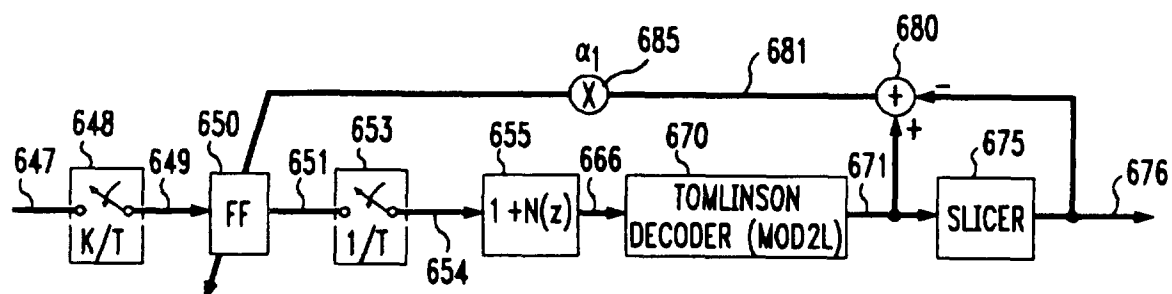 680
α1
685
681
648
650
653
655
670
−
+
+
675
647
649
651
666
671
676
FF
1+N(z)
TOMLINSON
DECODER (MOD2L)
SLICER
K/T
1/T
654